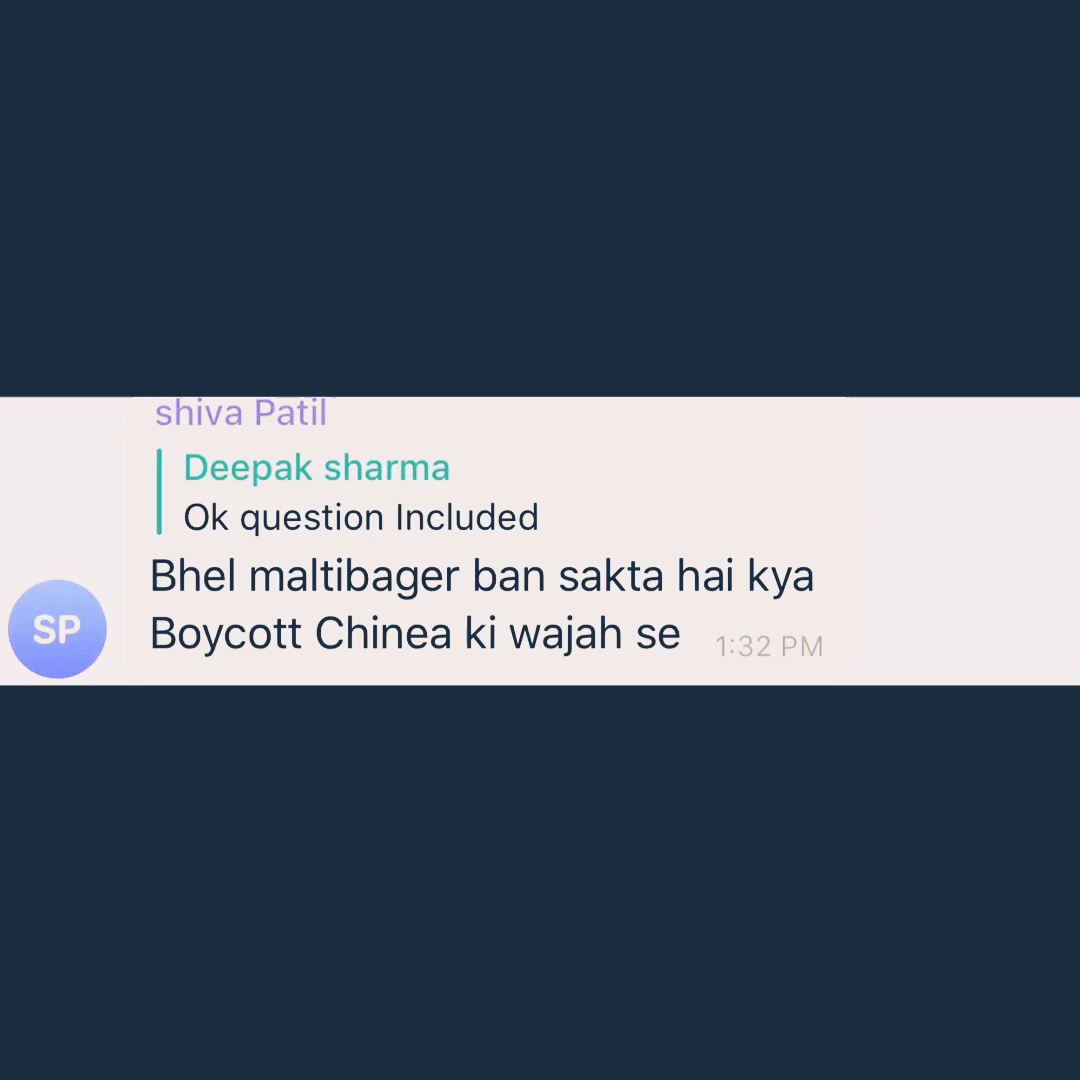 shiva Patil
Deepak sharma
Ok question Included
Bhel maltibager ban sakta hai kya
Boycott Chinea ki wajah se
1:32 PM
SP